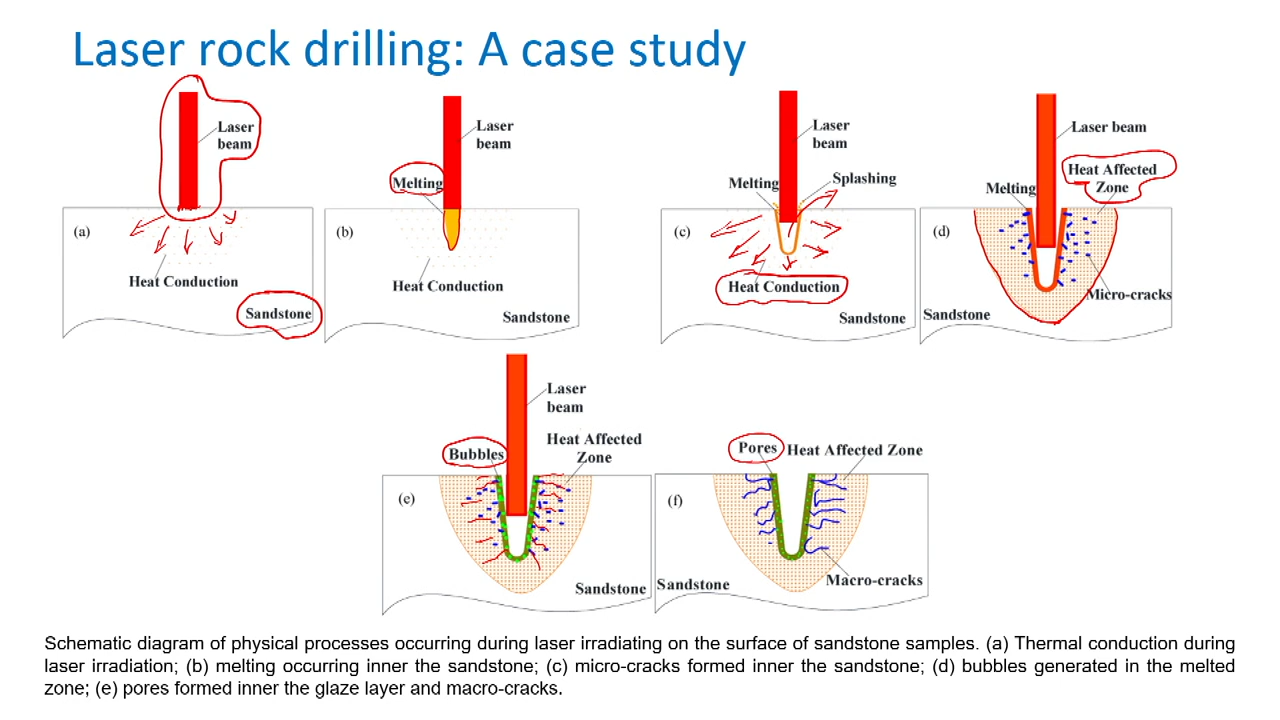 Laser rock drilling: A case study
Laser
beam
(a)
Heat Conduction
Sandstone
Laser
beam
Melting
(b)
Heat Conduction
Sandstone
Laser
beam
Melting
Splashing
(c)
Heat Conduction
Sandstone
Laser beam
Heat Affected
Zone
Melting
(d)
Micro-cracks
Sandstone
Laser
beam
Bubbles
Heat Affected
Zone
(e)
Sandstone
Pores
Heat Affected Zone
(f)
Macro-cracks
Sandstone
Schematic diagram of physical processes occurring during laser irradiating on the surface of sandstone samples. (a) Thermal conduction during
laser irradiation; (b) melting occurring inner the sandstone; (c) micro-cracks formed inner the sandstone; (d) bubbles generated in the melted
zone; (e) pores formed inner the glaze layer and macro-cracks.